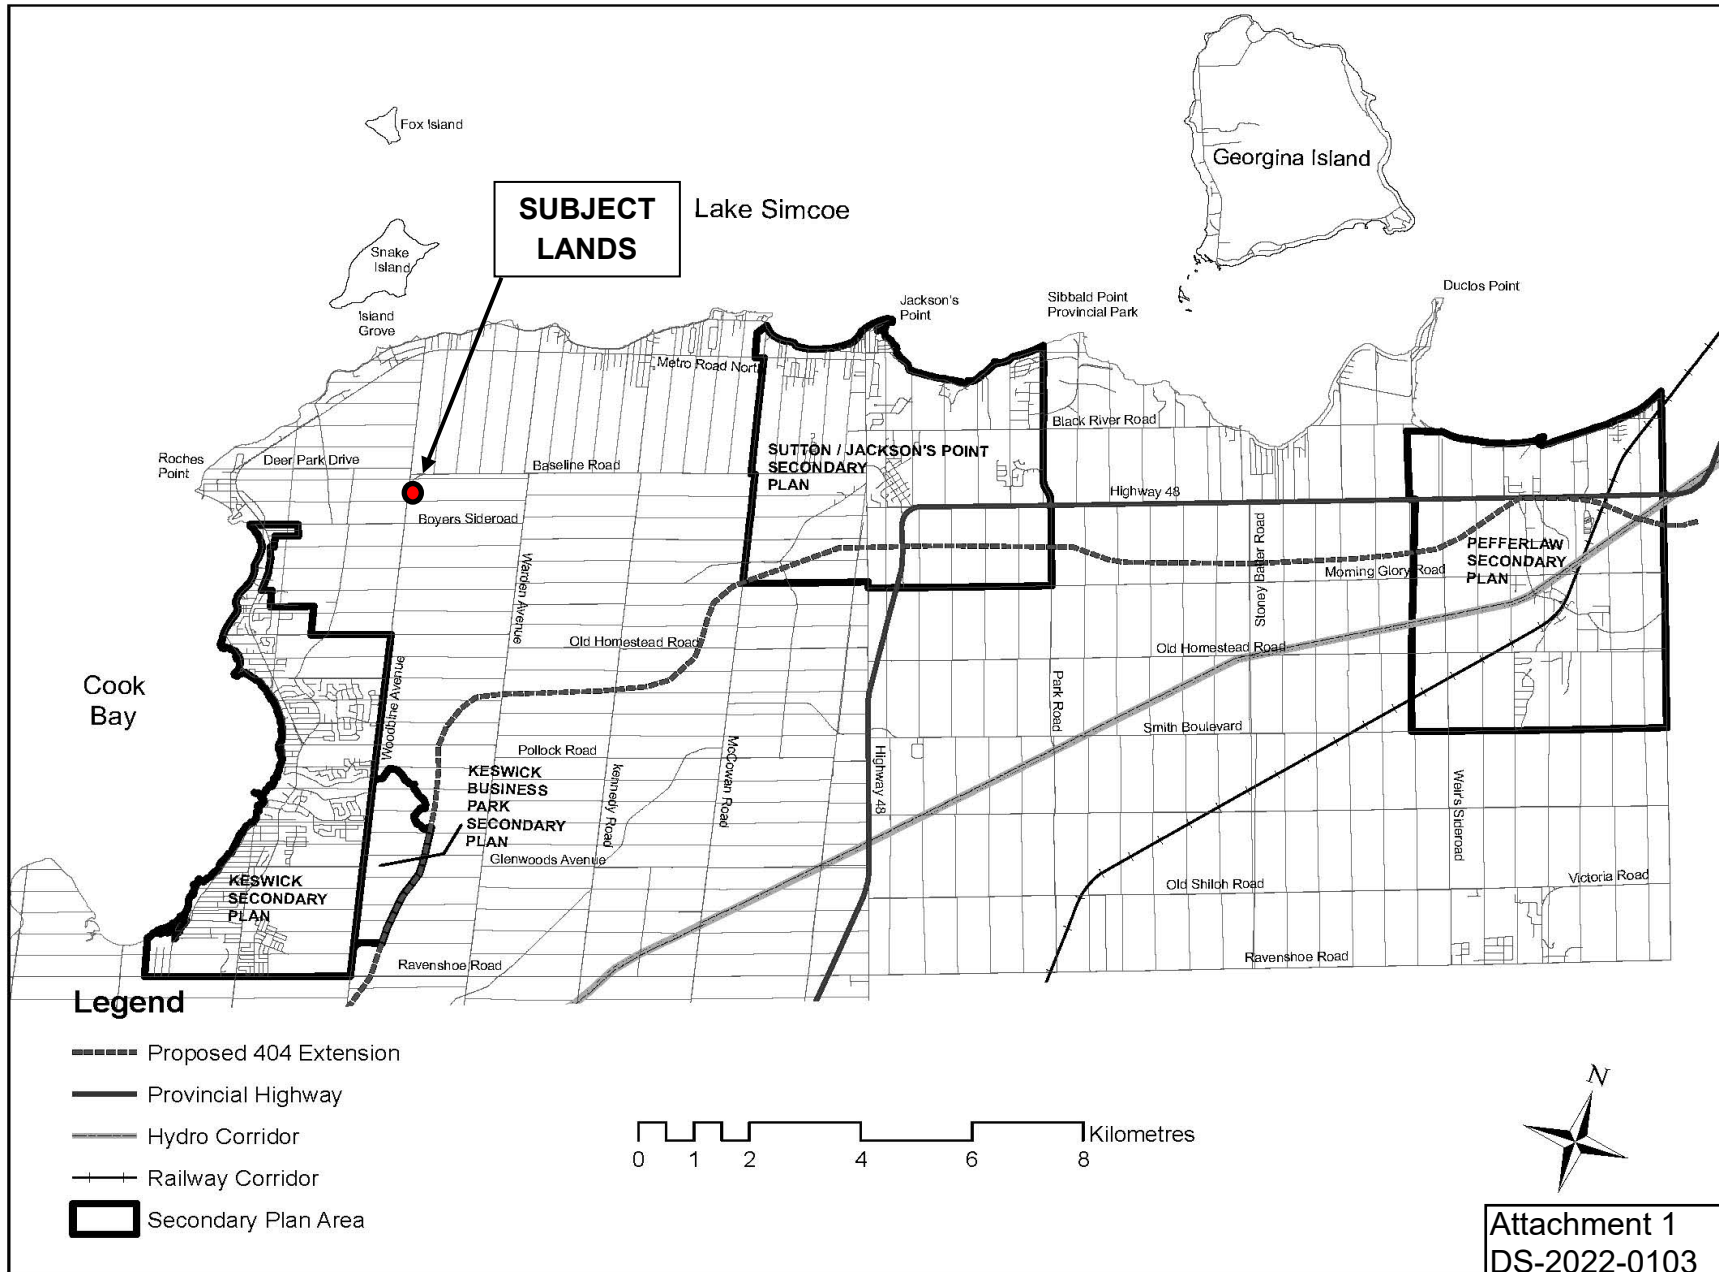 Fox Island
Georgina Island
SUBJECT
LANDS
Lake Simcoe
Snake
Island
Island
Grove
Jackson's
Point
Sibbald Point
Provincial Park
Duclos Point
Metro Road North
Black River Road
Roches
Point
Deer Park Drive
Baseline Road
SUTTON / JACKSON'S POINT
SECONDARY
PLAN
Highway 48
Boyers Sideroad
Warden Avenue
Stoney Batter Road
PEFFERLAW
SECONDARY
PLAN
Morning Glory Road
Old Homestead Road
Old Homestead Road
Cook
Bay
Woodbine Avenue
Park Road
Smith Boulevard
Pollock Road
McCowan Road
Highway 48
kennedy Road
Weir's Sideroad
KESWICK
BUSINESS
PARK
SECONDARY
PLAN
Glenwoods Avenue
KESWICK
SECONDARY
PLAN
Old Shiloh Road
Victoria Road
Ravenshoe Road
Ravenshoe Road
Legend
Proposed 404 Extension
Provincial Highway
Hydro Corridor
Railway Corridor
Secondary Plan Area
Kilometres
0 1 2 4 6 8
N
Attachment 1
DS-2022-0103